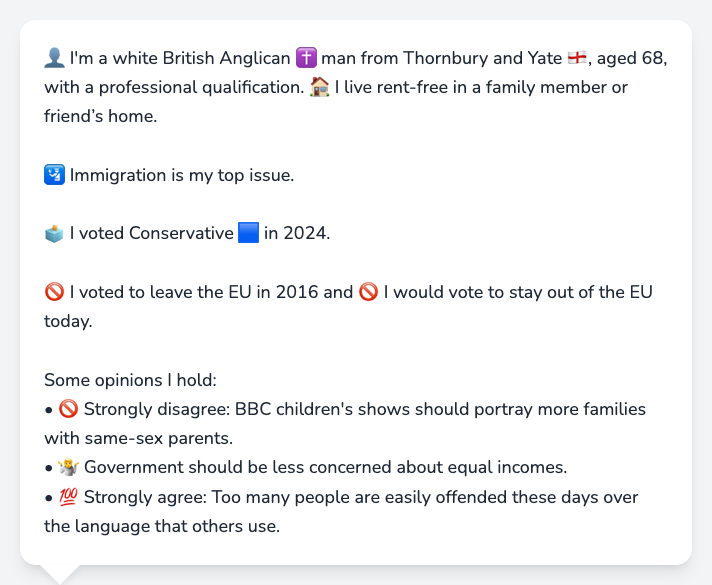 👤 I'm a white British Anglican ✝️ man from Thornbury and Yate 🏴󠁧󠁢󠁥󠁮󠁧󠁿, aged 68,
with a professional qualification. 🏠 I live rent-free in a family member or
friend’s home.
🛂 Immigration is my top issue.
🗳️ I voted Conservative 🟦 in 2024.
🚫 I voted to leave the EU in 2016 and 🚫 I would vote to stay out of the EU
today.
Some opinions I hold:
• 🚫 Strongly disagree: BBC children's shows should portray more families
with same-sex parents.
• 🤷 Government should be less concerned about equal incomes.
• 💯 Strongly agree: Too many people are easily offended these days over
the language that others use.